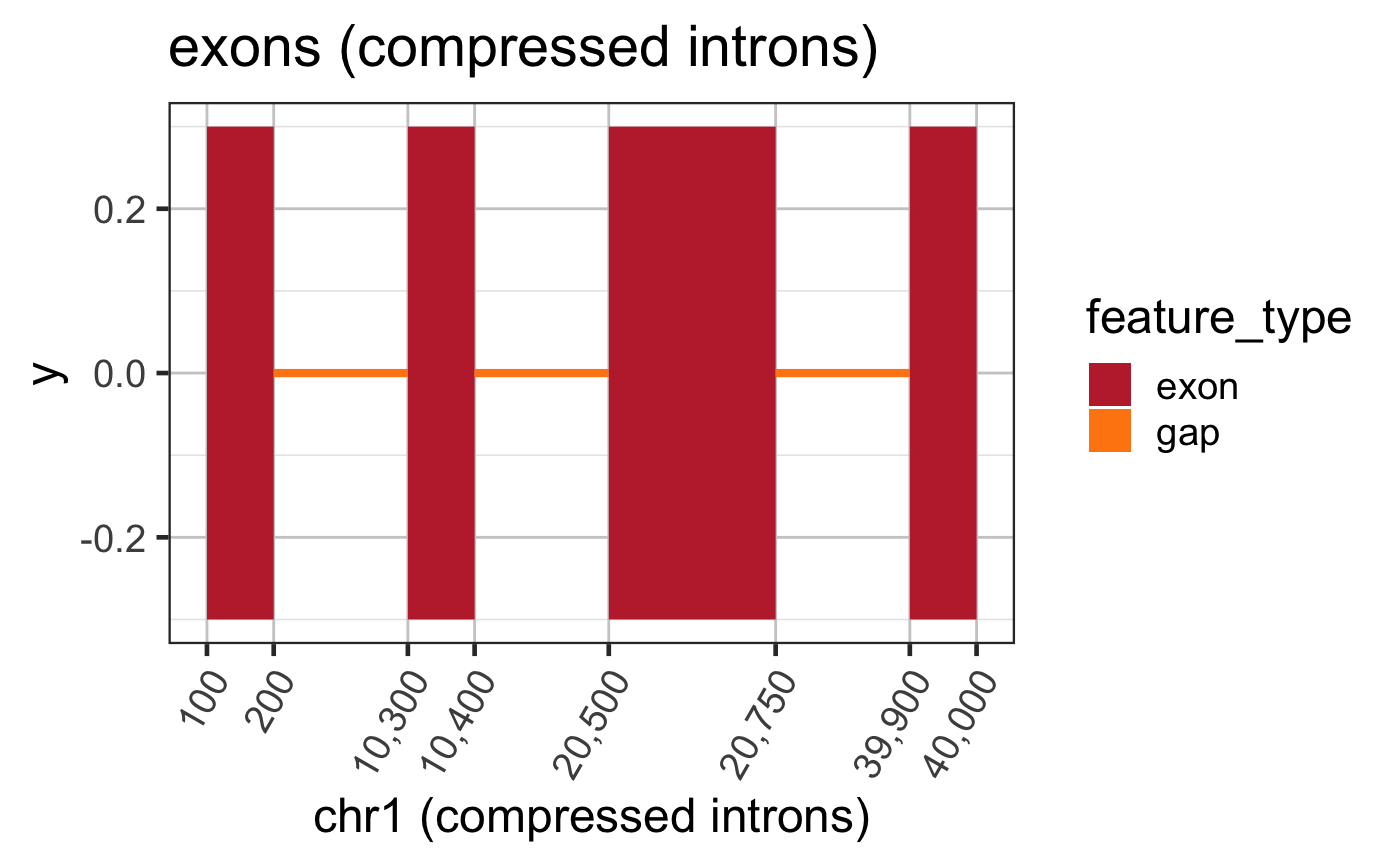 exons (compressed introns)
y
0.2
0.0
-0.2
100
200
10,300
10,400
20,500
20,750
39,900
40,000
chr1 (compressed introns)
feature_type
exon
gap